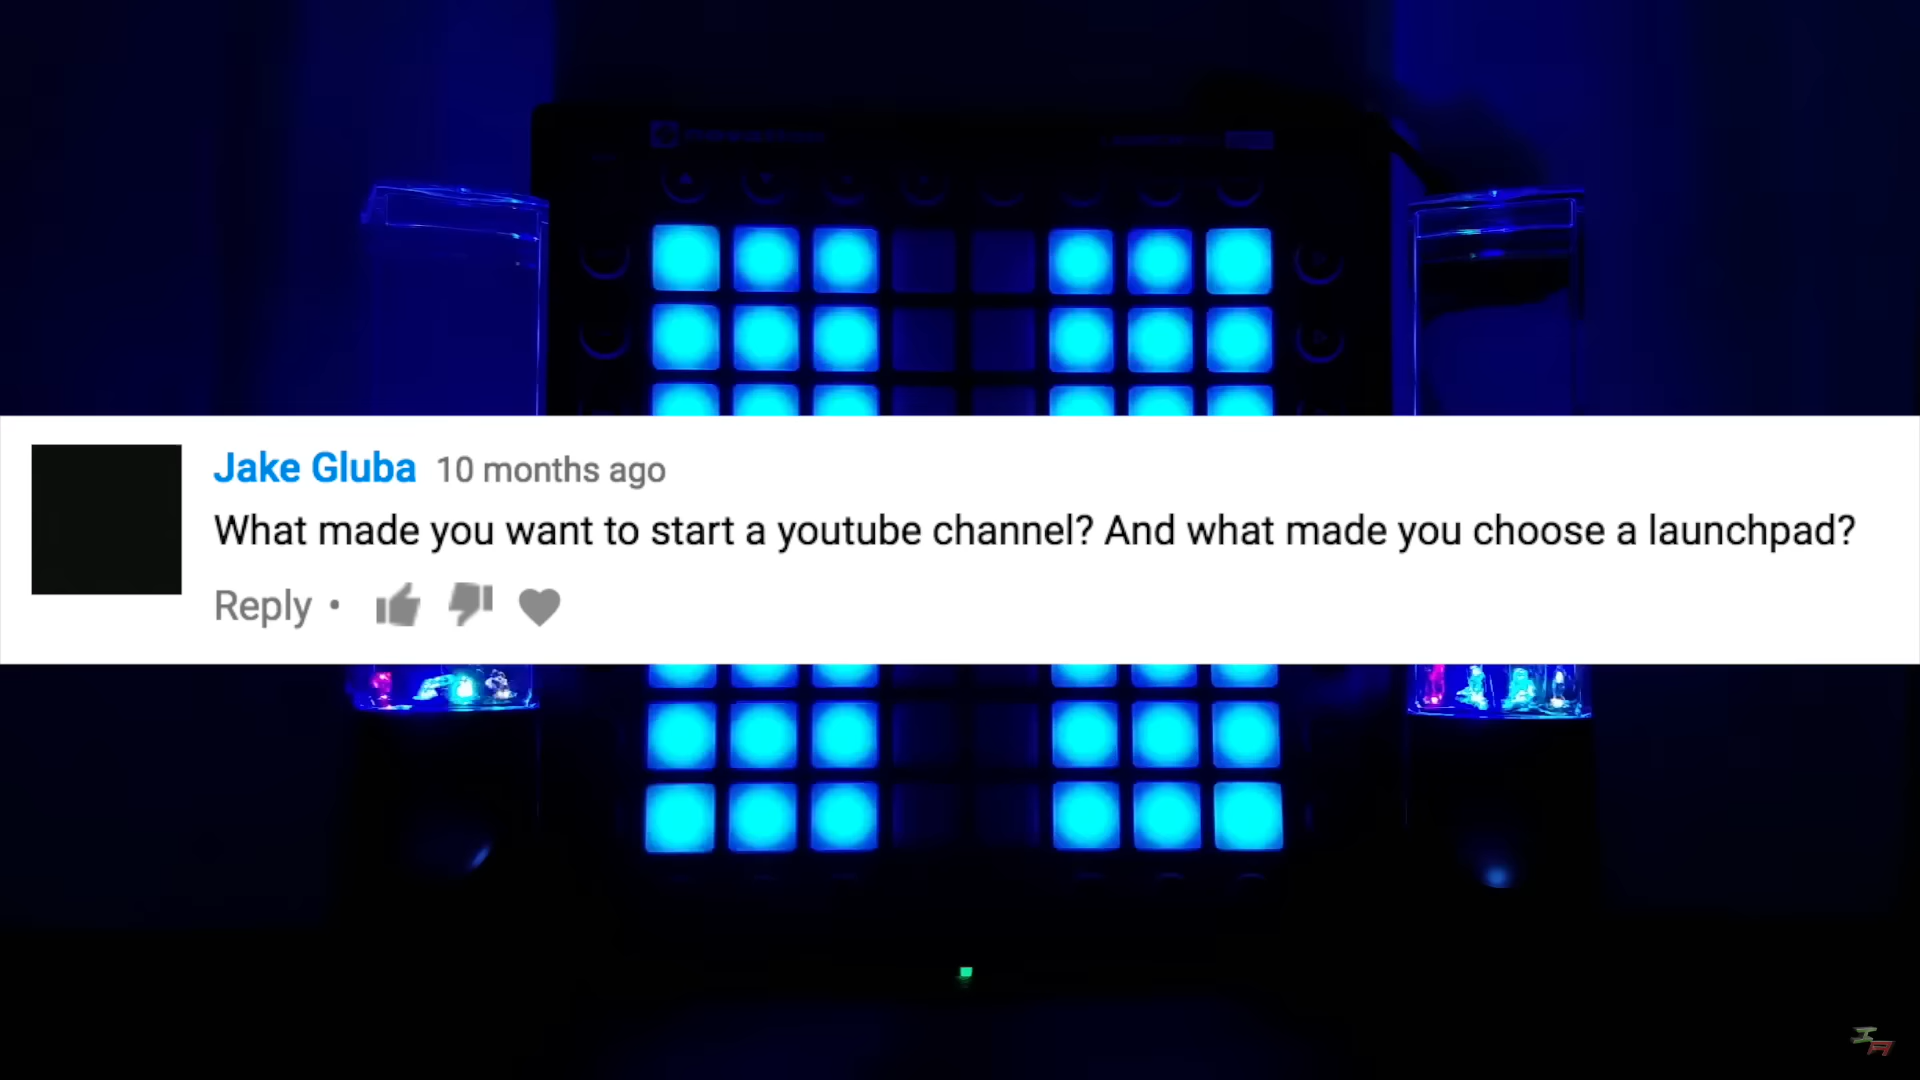 novation
Jake Gluba 10 months ago
What made you want to start a youtube channel? And what made you choose a launchpad?
Reply •